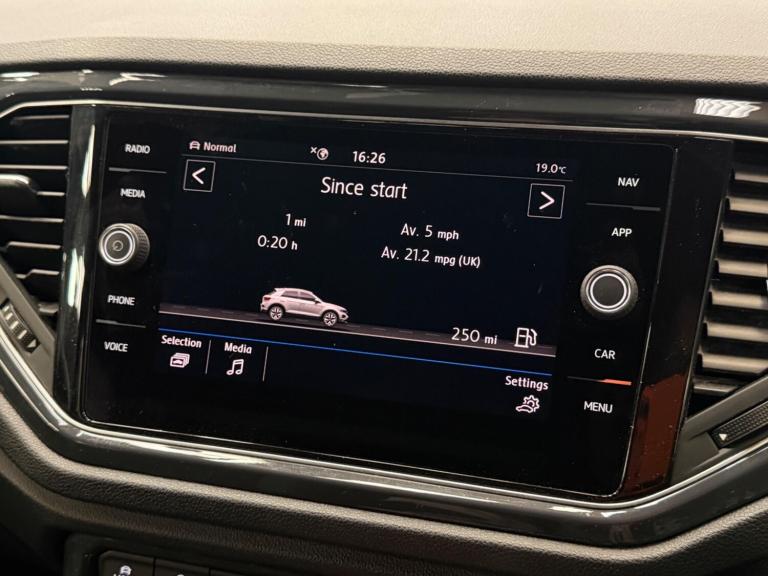 RADIO
MEDIA
PHONE
VOICE
Normal
16:26
19.0°C
<
Since start
>
1 mi
0:20 h
Av. 5 mph
Av. 21.2 mpg (UK)
250 mi
Selection
Media
Settings
NAV
APP
CAR
MENU